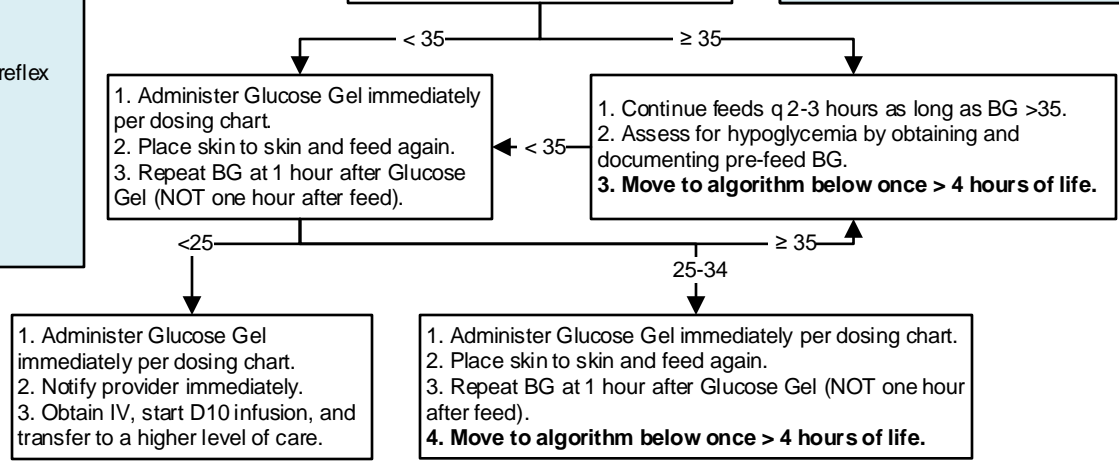 reflex
< 35
≥ 35
1. Administer Glucose Gel immediately
per dosing chart.
2. Place skin to skin and feed again.
3. Repeat BG at 1 hour after Glucose
Gel (NOT one hour after feed).
< 35
1. Continue feeds q 2-3 hours as long as BG >35.
2. Assess for hypoglycemia by obtaining and
documenting pre-feed BG.
3. Move to algorithm below once > 4 hours of life.
<25
≥ 35
25-34
1. Administer Glucose Gel
immediately per dosing chart.
2. Notify provider immediately.
3. Obtain IV, start D10 infusion, and
transfer to a higher level of care.
1. Administer Glucose Gel immediately per dosing chart.
2. Place skin to skin and feed again.
3. Repeat BG at 1 hour after Glucose Gel (NOT one hour
after feed).
4. Move to algorithm below once > 4 hours of life.